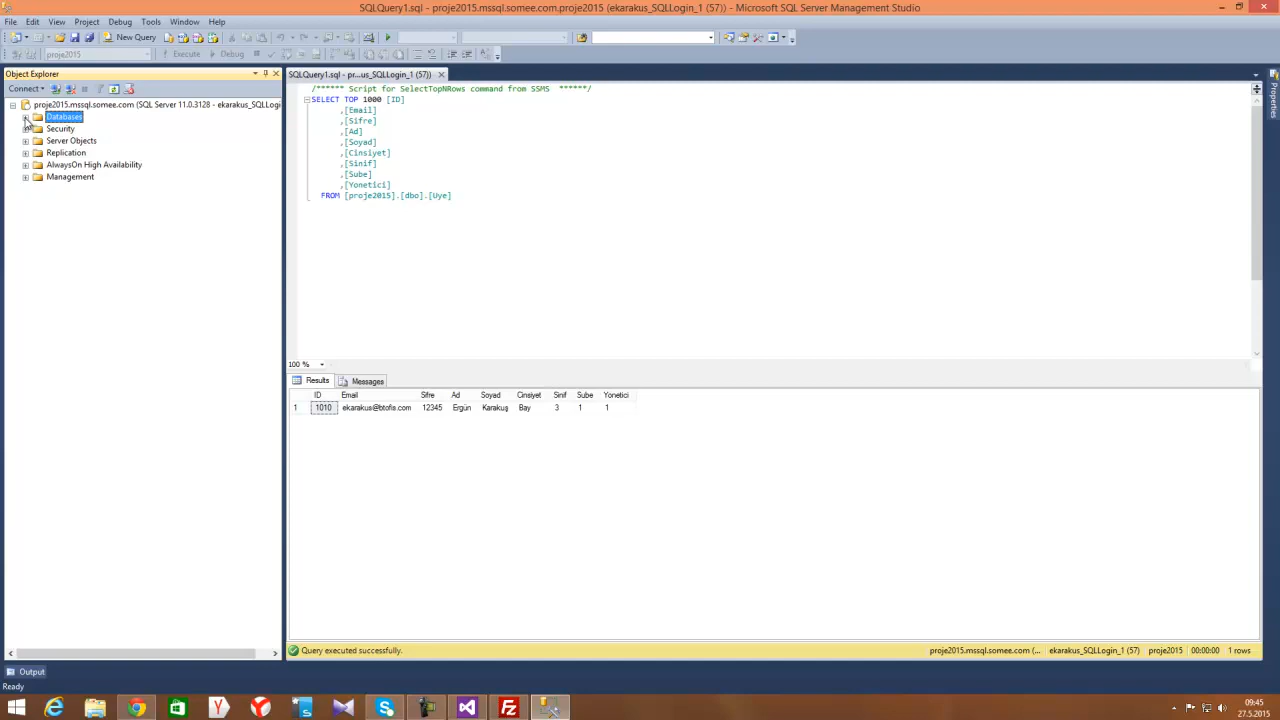 SQLQuery1.sql - proje2015.mssql.somee.com.proje2015 (ekarakus_SQLLogin_1 (57)) - Microsoft SQL Server Management Studio
File Edit View Project Debug Tools Window Help
New Query
proje2015 Execute Debug
Object Explorer
SQLQuery1.sql - pr...us_SQLLogin_1 (57))
Connect
proje2015.mssql.somee.com (SQL Server 11.0.3128 - ekarakus_SQLLogi
Databases
Security
Server Objects
Replication
AlwaysOn High Availability
Management
/****** Script for SelectTopNRows command from SSMS ******/
SELECT TOP 1000 [ID]
,[Email]
,[Sifre]
,[Ad]
,[Soyad]
,[Cinsiyet]
,[Sinif]
,[Sube]
,[Yonetici]
FROM [proje2015].[dbo].[Uye]
Properties
100 %
Results Messages
ID Email Sifre Ad Soyad Cinsiyet Sinif Sube Yonetici
1 1010 ekarakus@btofis.com 12345 Ergün Karakuş Bay 3 1 1
Query executed successfully.
proje2015.mssql.somee.com (... ekarakus_SQLLogin_1 (57) proje2015 00:00:00 1 rows
Output
Ready
09:45
27.5.2015